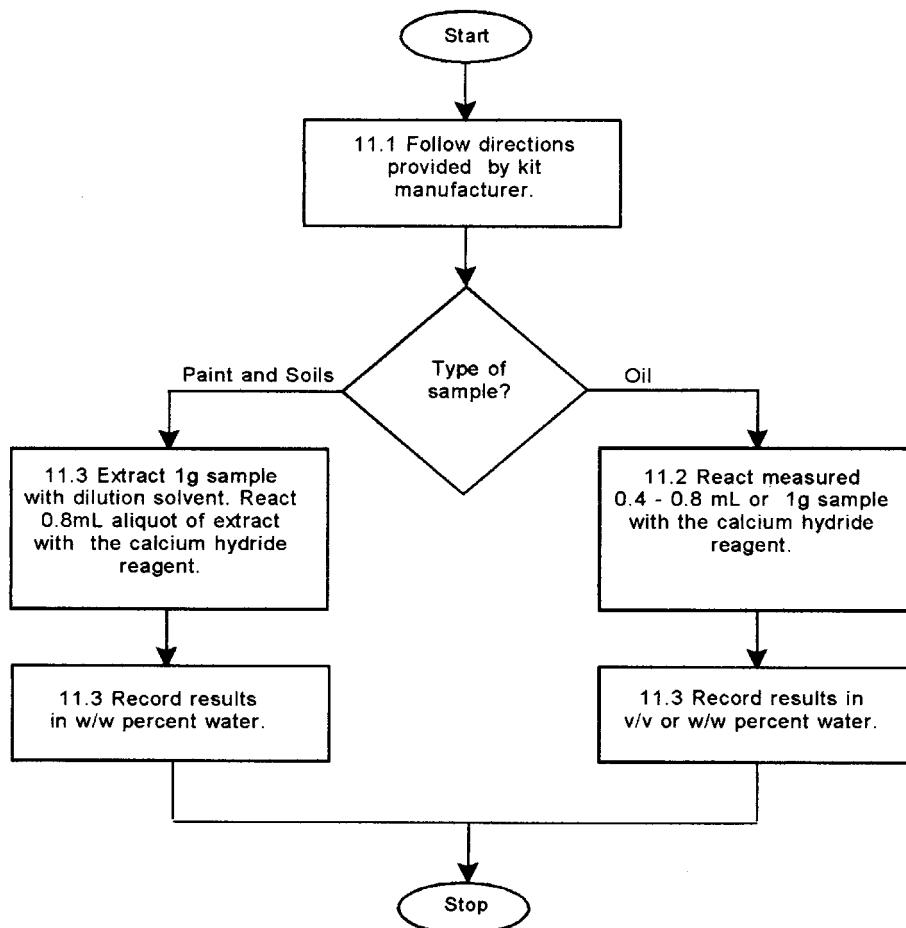 Start
11.1 Follow directions
provided by kit
manufacturer.
Type of
sample?
Paint and Soils
Oil
11.3 Extract 1g sample
with dilution solvent. React
0.8mL aliquot of extract
with the calcium hydride
reagent.
11.2 React measured
0.4 - 0.8 mL or 1g sample
with the calcium hydride
reagent.
11.3 Record results
in w/w percent water.
11.3 Record results in
v/v or w/w percent water.
Stop